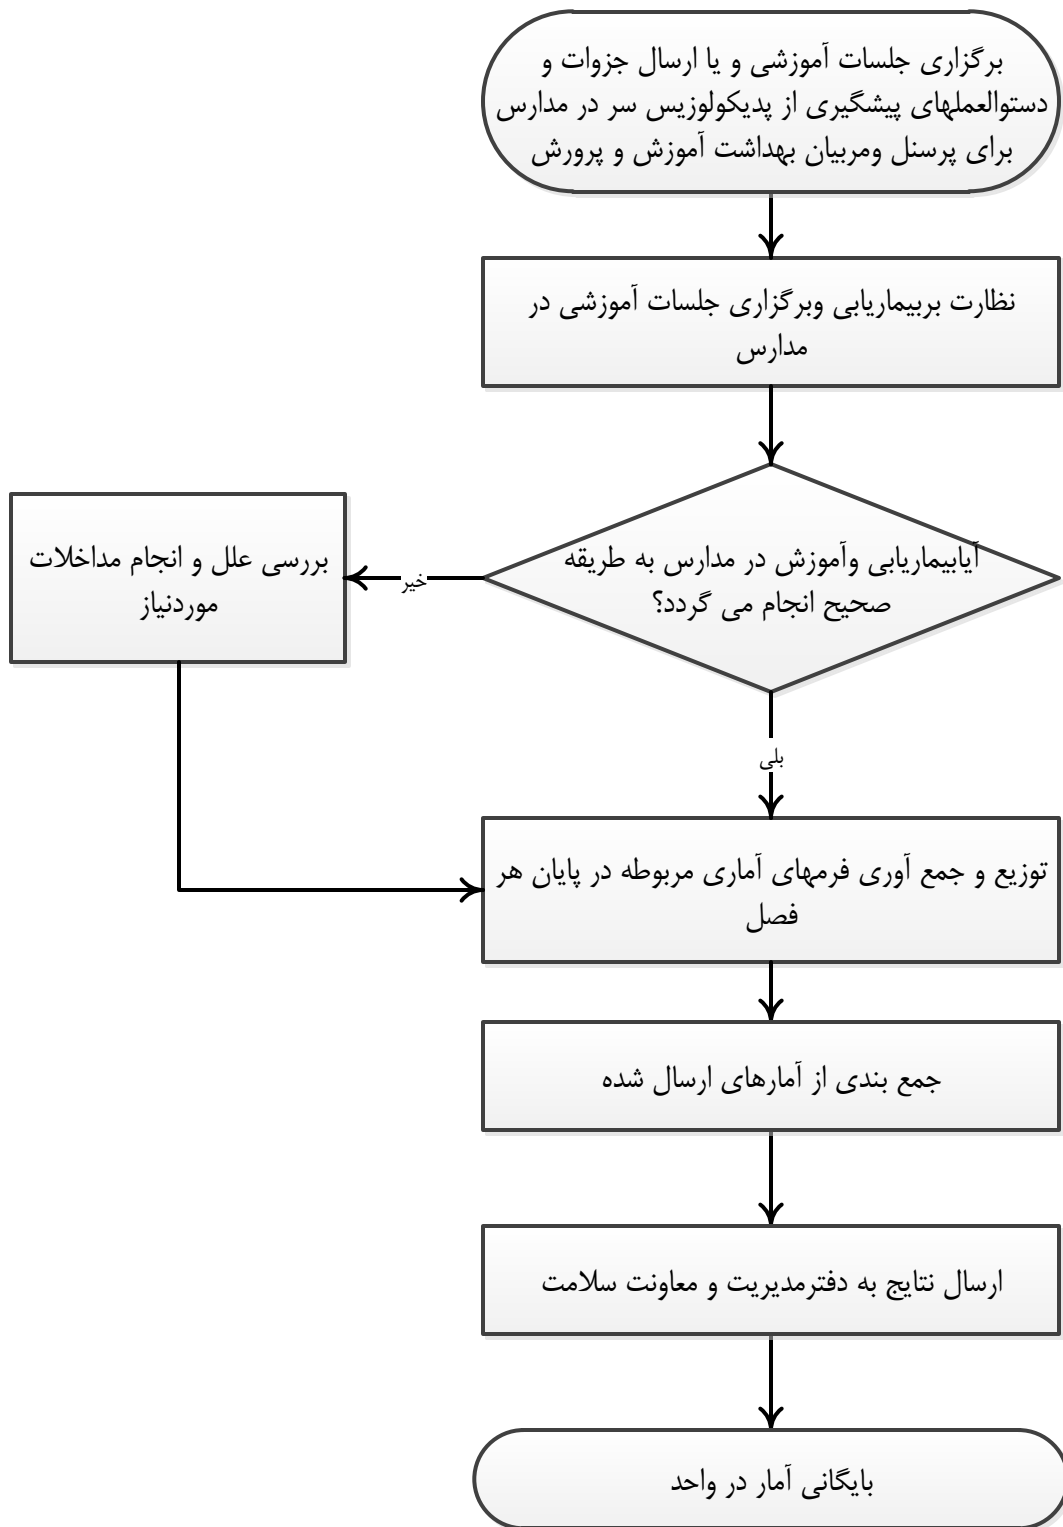 برگزاری جلسات آموزشی و یا ارسال جزوات و
دستوالعملهای پیشگیری از پدیکولوزیس سر در مدارس
برای پرسنل ومربیان بهداشت آموزش و پرورش
نظارت بربیماریابی وبرگزاری جلسات آموزشی در
مدارس
آیابیماریابی وآموزش در مدارس به طریقه
صحیح انجام می گردد؟
خیر
بررسی علل و انجام مداخلات
موردنیاز
بلی
توزیع و جمع آوری فرمهای آماری مربوطه در پایان هر
فصل
جمع بندی از آمارهای ارسال شده
ارسال نتایج به دفترمدیریت و معاونت سلامت
بایگانی آمار در واحد